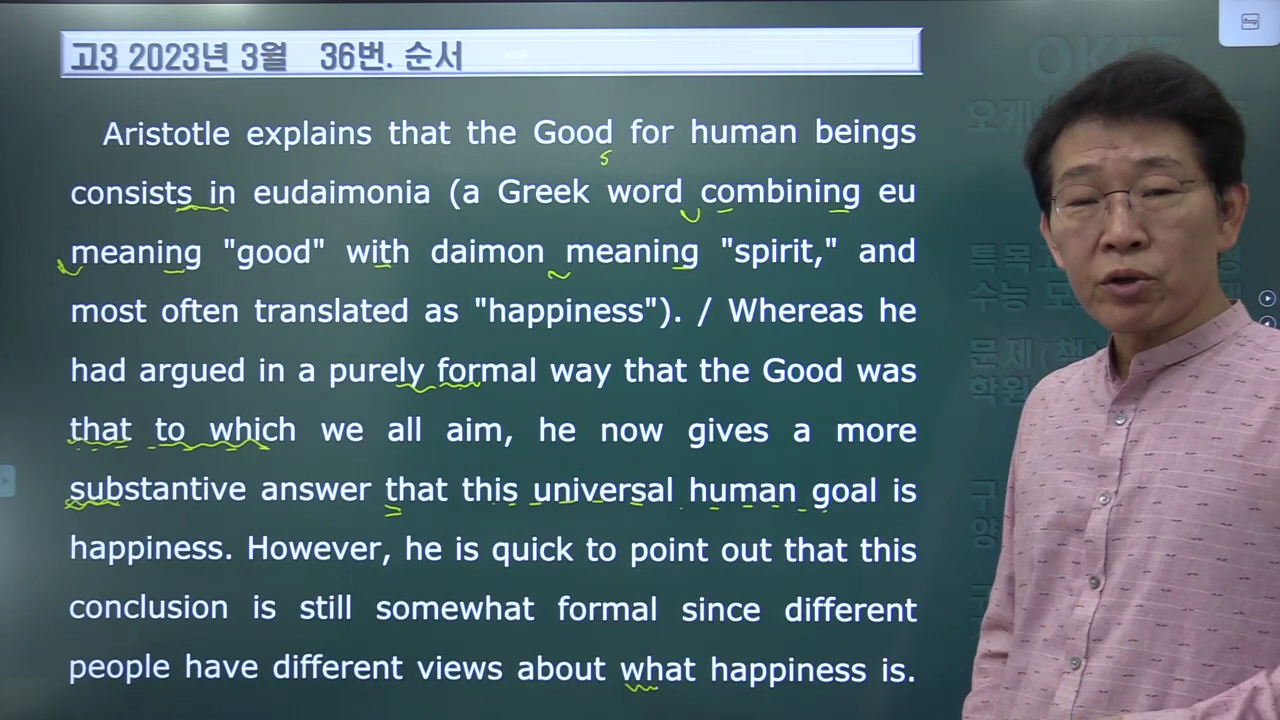 고3 2023년 3월 36번. 순서
Aristotle explains that the Good for human beings
consists in eudaimonia (a Greek word combining eu
meaning "good" with daimon meaning "spirit," and
most often translated as "happiness"). / Whereas he
had argued in a purely formal way that the Good was
that to which we all aim, he now gives a more
substantive answer that this universal human goal is
happiness. However, he is quick to point out that this
conclusion is still somewhat formal since different
people have different views about what happiness is.